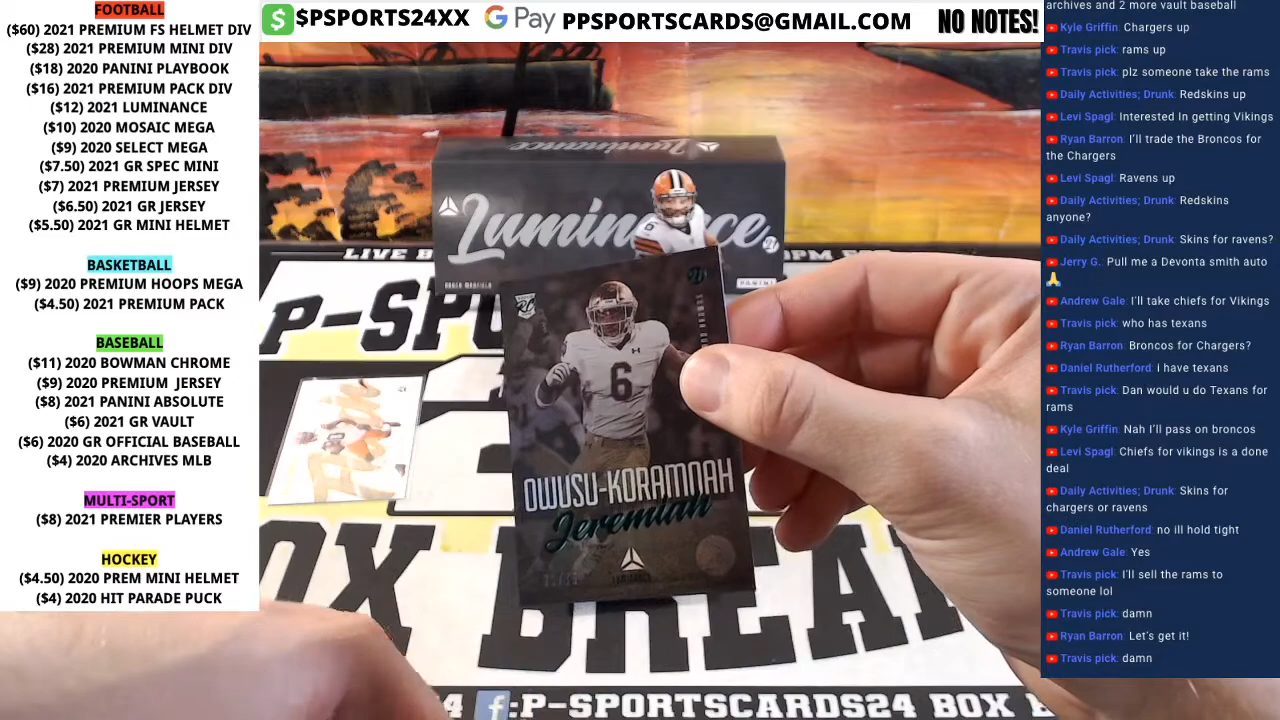 FOOTBALL
($60) 2021 PREMIUM FS HELMET DIV
($28) 2021 PREMIUM MINI DIV
($18) 2020 PANINI PLAYBOOK
($16) 2021 PREMIUM PACK DIV
($12) 2021 LUMINANCE
($10) 2020 MOSAIC MEGA
($9) 2020 SELECT MEGA
($7.50) 2021 GR SPEC MINI
($7) 2021 PREMIUM JERSEY
($6.50) 2021 GR JERSEY
($5.50) 2021 GR MINI HELMET
BASKETBALL
($9) 2020 PREMIUM HOOPS MEGA
($4.50) 2021 PREMIUM PACK
BASEBALL
($11) 2020 BOWMAN CHROME
($9) 2020 PREMIUM JERSEY
($8) 2021 PANINI ABSOLUTE
($6) 2021 GR VAULT
($6) 2020 GR OFFICIAL BASEBALL
($4) 2020 ARCHIVES MLB
MULTI-SPORT
($8) 2021 PREMIER PLAYERS
HOCKEY
($4.50) 2020 PREM MINI HELMET
($4) 2020 HIT PARADE PUCK
$PSPORTS24XX G Pay PPSPORTSCARDS@GMAIL.COM NO NOTES!
Luminance
Luminance
BAKER MAYFIELD
PANINI
LIVE
PM
P-SPO
BOX BREAK
RC
6
OWUSU-KORAMOAH
Jeremiah
LUMINANCE
4 f:P-SPORTSCARDS24 BOX B
archives and 2 more vault baseball
Kyle Griffin: Chargers up
Travis pick: rams up
Travis pick: plz someone take the rams
Daily Activities; Drunk: Redskins up
Levi Spagl: Interested In getting Vikings
Ryan Barron: I'll trade the Broncos for
the Chargers
Levi Spagl: Ravens up
Daily Activities; Drunk: Redskins
anyone?
Daily Activities; Drunk: Skins for ravens?
Jerry G.: Pull me a Devonta smith auto
🙏
Andrew Gale: I'll take chiefs for Vikings
Travis pick: who has texans
Ryan Barron: Broncos for Chargers?
Daniel Rutherford: i have texans
Travis pick: Dan would u do Texans for
rams
Kyle Griffin: Nah I'll pass on broncos
Levi Spagl: Chiefs for vikings is a done
deal
Daily Activities; Drunk: Skins for
chargers or ravens
Daniel Rutherford: no ill hold tight
Andrew Gale: Yes
Travis pick: I'll sell the rams to
someone lol
Travis pick: damn
Ryan Barron: Let's get it!
Travis pick: damn